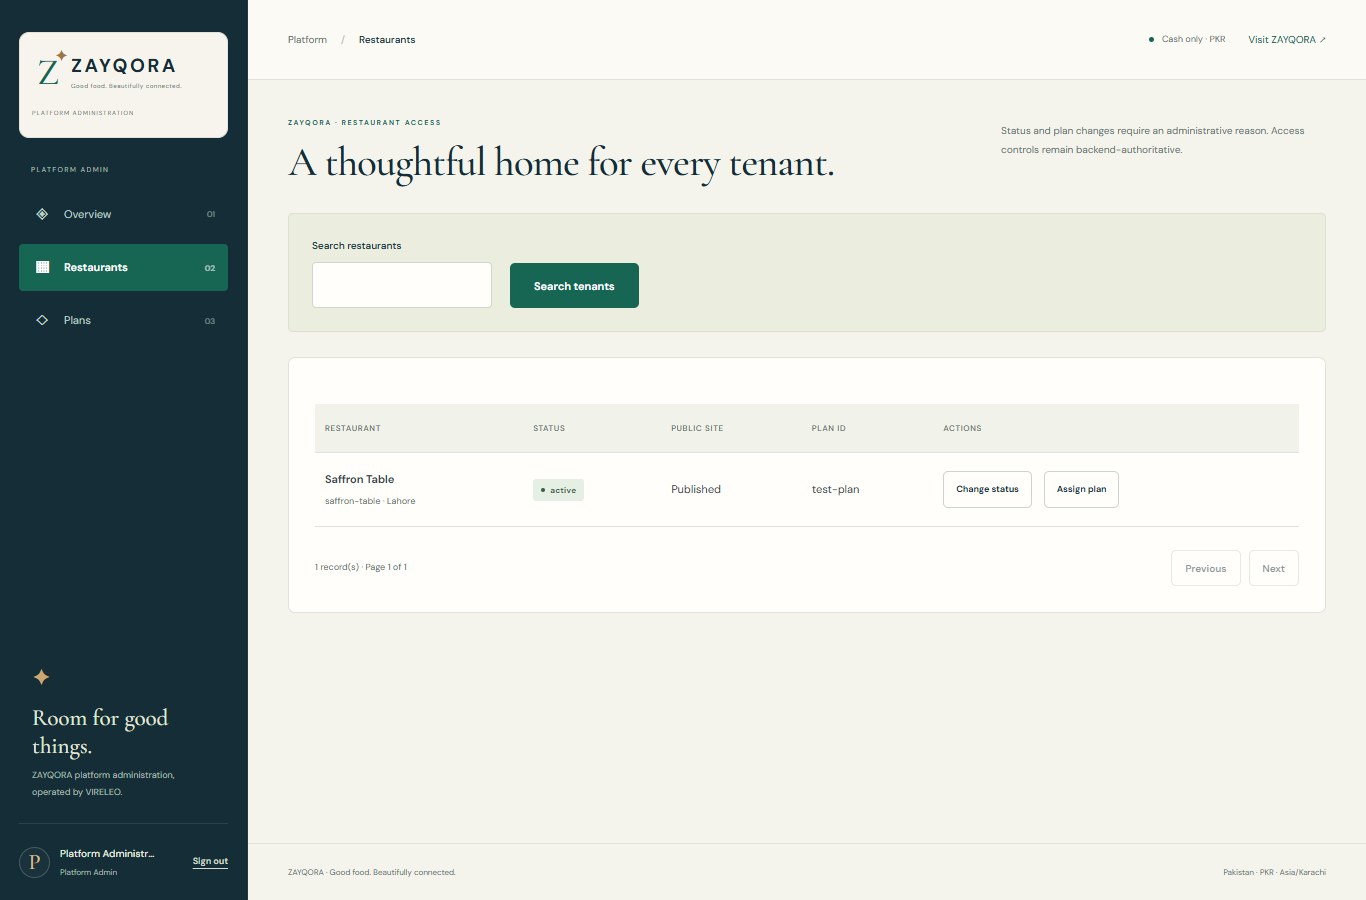 ZAYQORA
Good food. Beautifully connected.
PLATFORM ADMINISTRATION
PLATFORM ADMIN
Overview 01
Restaurants 02
Plans 03
Room for good
things.
ZAYQORA platform administration,
operated by VIRELEO.
P
Platform Administr...
Platform Admin
Sign out
Platform / Restaurants
Cash only · PKR
Visit ZAYQORA ↗
ZAYQORA · RESTAURANT ACCESS
A thoughtful home for every tenant.
Status and plan changes require an administrative reason. Access
controls remain backend-authoritative.
Search restaurants
Search tenants
RESTAURANT STATUS PUBLIC SITE PLAN ID ACTIONS
Saffron Table
saffron-table · Lahore
active
Published
test-plan
Change status
Assign plan
1 record(s) · Page 1 of 1
Previous
Next
ZAYQORA · Good food. Beautifully connected.
Pakistan · PKR · Asia/Karachi